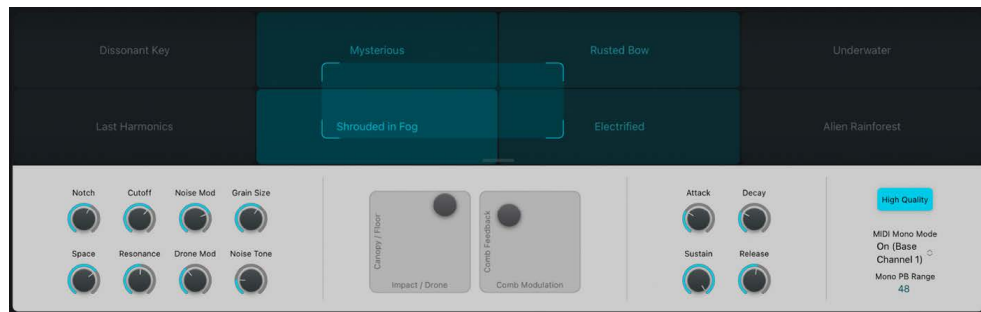 Dissonant Key
Mysterious
Rusted Bow
Underwater
Last Harmonics
Shrouded in Fog
Electrified
Alien Rainforest
Notch
Cutoff
Noise Mod
Grain Size
Space
Resonance
Drone Mod
Noise Tone
Canopy / Floor
Impact / Drone
Comb Feedback
Comb Modulation
Attack
Decay
Sustain
Release
High Quality
MIDI Mono Mode
On (Base
Channel 1)
Mono PB Range
48